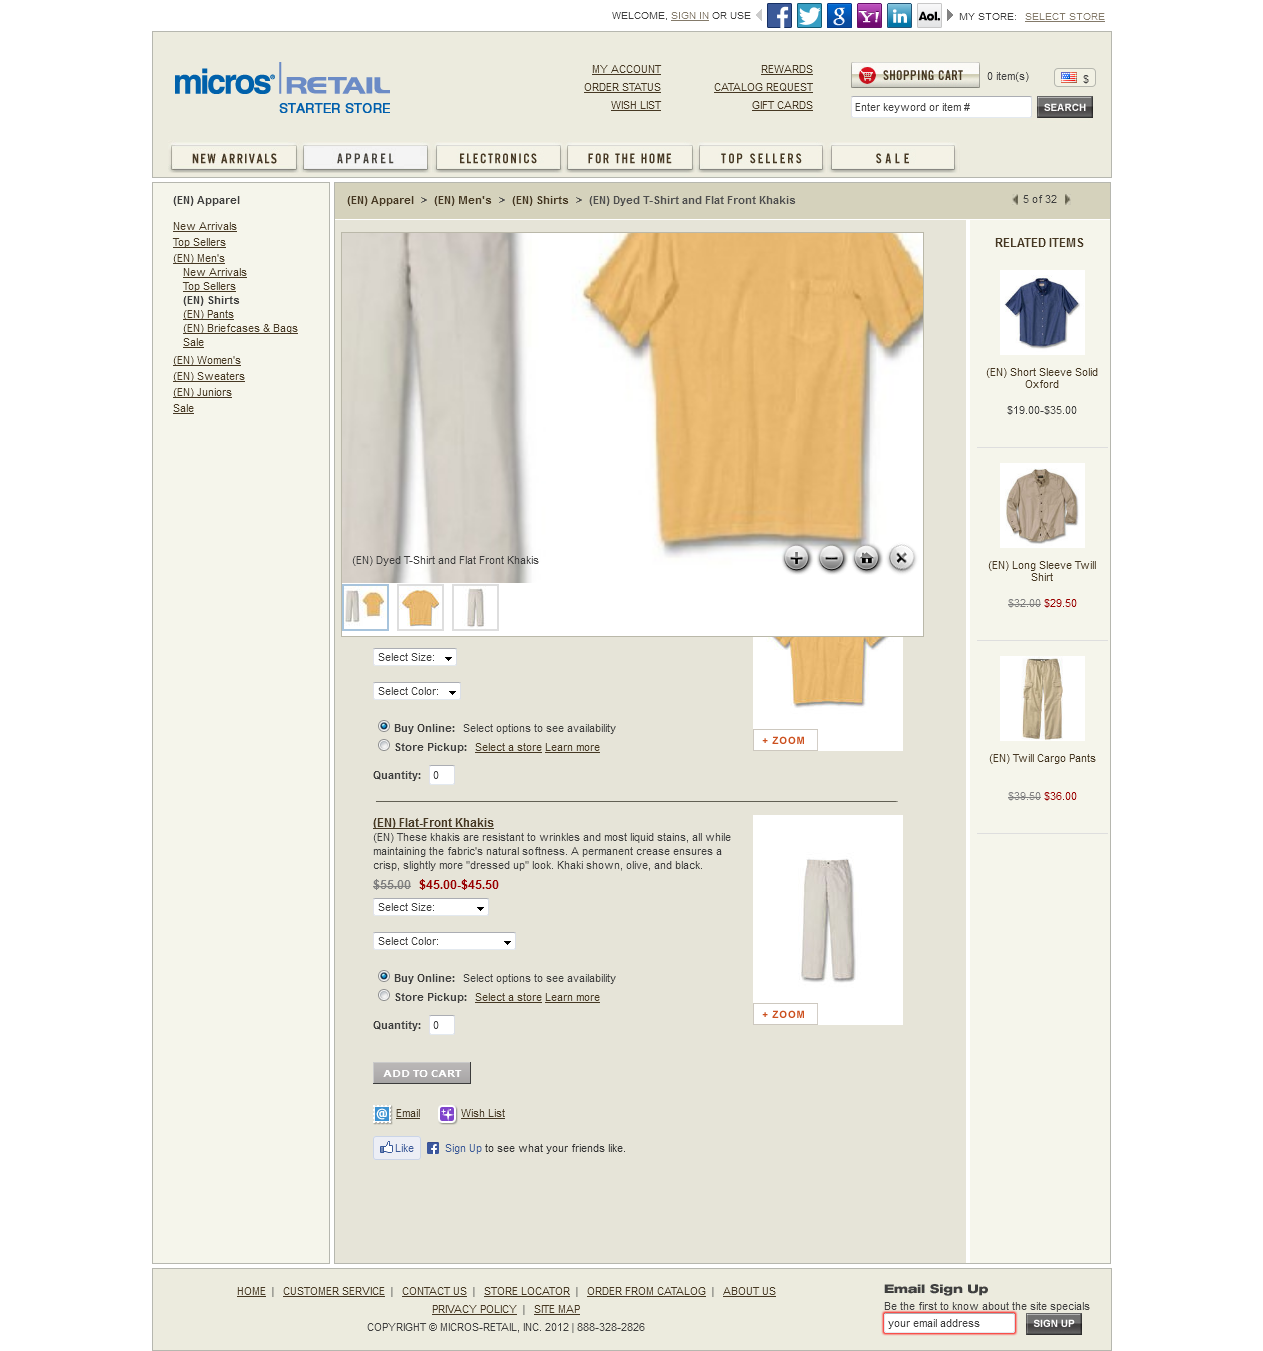 WELCOME, SIGN IN OR USE
Y!
in
Aol.
MY STORE: SELECT STORE
micros RETAIL
STARTER STORE
MY ACCOUNT
ORDER STATUS
WISH LIST
REWARDS
CATALOG REQUEST
GIFT CARDS
SHOPPING CART
0 item(s)
$
Enter keyword or item #
SEARCH
NEW ARRIVALS
APPAREL
ELECTRONICS
FOR THE HOME
TOP SELLERS
SALE
(EN) Apparel
New Arrivals
Top Sellers
(EN) Men's
New Arrivals
Top Sellers
(EN) Shirts
(EN) Pants
(EN) Briefcases & Bags
Sale
(EN) Women's
(EN) Sweaters
(EN) Juniors
Sale
(EN) Apparel > (EN) Men's > (EN) Shirts > (EN) Dyed T-Shirt and Flat Front Khakis
5 of 32
(EN) Dyed T-Shirt and Flat Front Khakis
Select Size:
Select Color:
Buy Online: Select options to see availability
Store Pickup: Select a store Learn more
Quantity: 0
+ ZOOM
(EN) Flat-Front Khakis
(EN) These khakis are resistant to wrinkles and most liquid stains, all while
maintaining the fabric's natural softness. A permanent crease ensures a
crisp, slightly more "dressed up" look. Khaki shown, olive, and black.
$55.00 $45.00-$45.50
Select Size:
Select Color:
Buy Online: Select options to see availability
Store Pickup: Select a store Learn more
Quantity: 0
+ ZOOM
ADD TO CART
Email
Wish List
Like
Sign Up to see what your friends like.
RELATED ITEMS
(EN) Short Sleeve Solid
Oxford
$19.00-$35.00
(EN) Long Sleeve Twill
Shirt
$32.00 $29.50
(EN) Twill Cargo Pants
$39.50 $36.00
HOME | CUSTOMER SERVICE | CONTACT US | STORE LOCATOR | ORDER FROM CATALOG | ABOUT US
PRIVACY POLICY | SITE MAP
COPYRIGHT © MICROS-RETAIL, INC. 2012 | 888-328-2826
Email Sign Up
Be the first to know about the site specials
your email address
SIGN UP